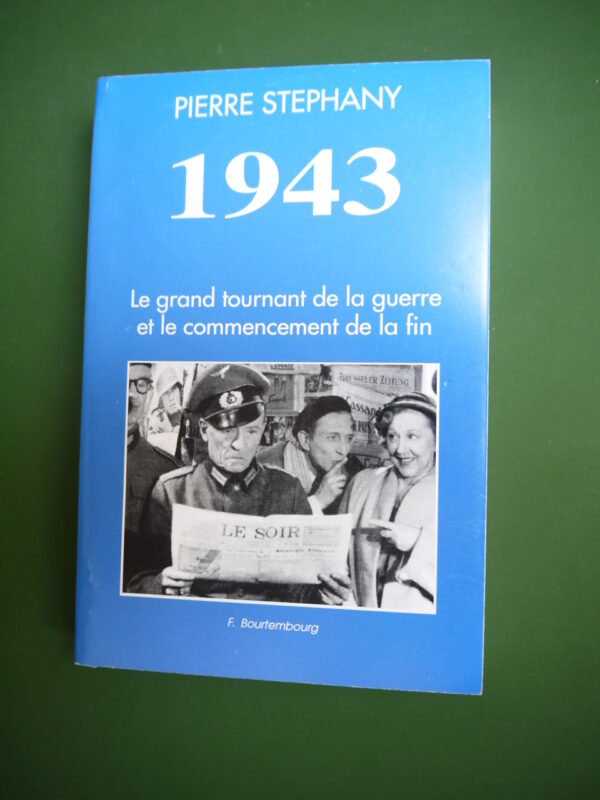 PIERRE STEPHANY
1943
Le grand tournant de la guerre
et le commencement de la fin
BRÜSSELER ZEITUNG
Cassandre
LE SOIR
F. Bourtembourg